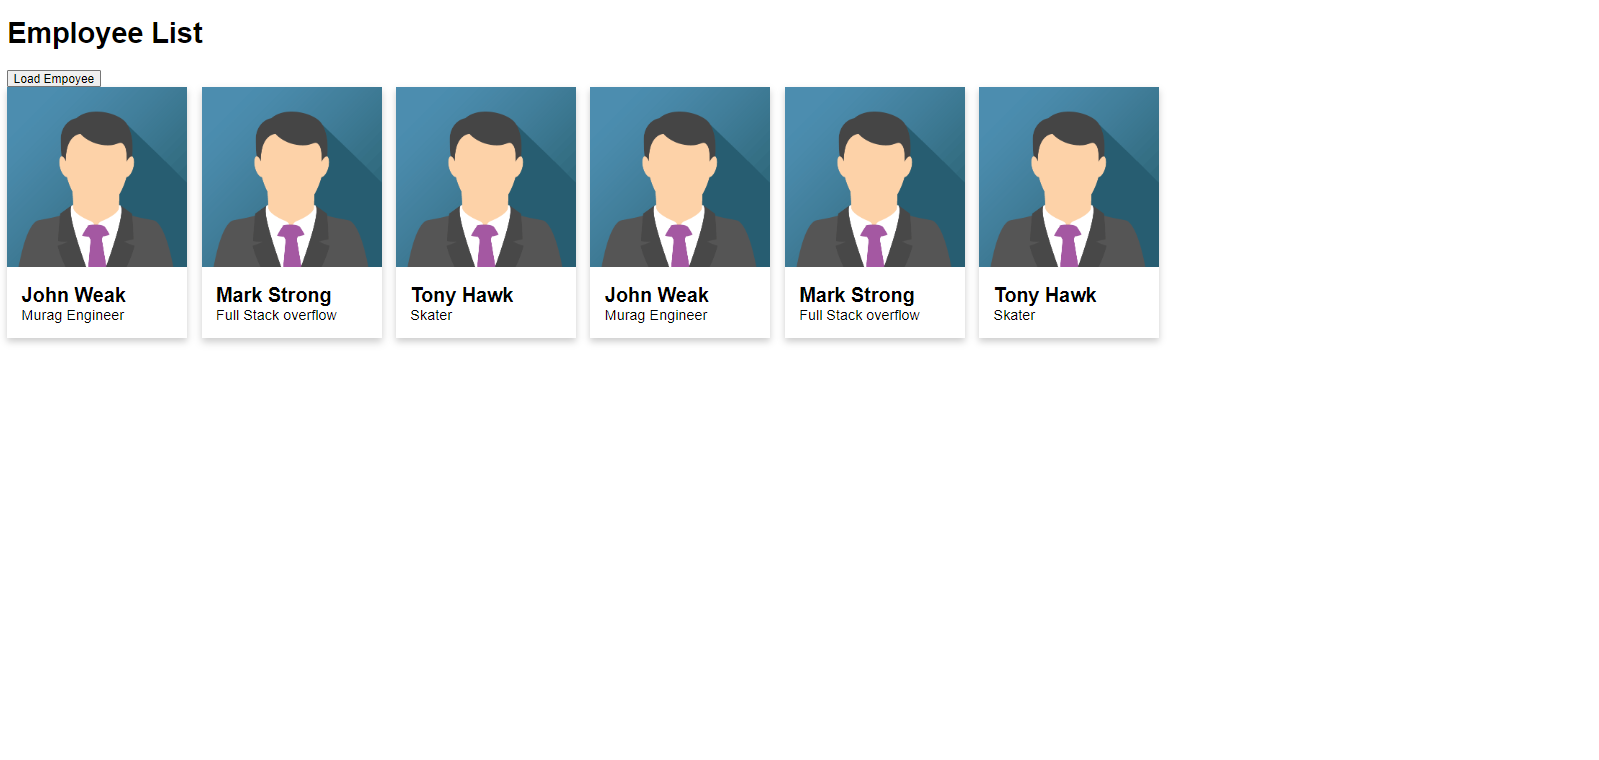 Employee List
Load Empoyee
John Weak
Murag Engineer
Mark Strong
Full Stack overflow
Tony Hawk
Skater
John Weak
Murag Engineer
Mark Strong
Full Stack overflow
Tony Hawk
Skater